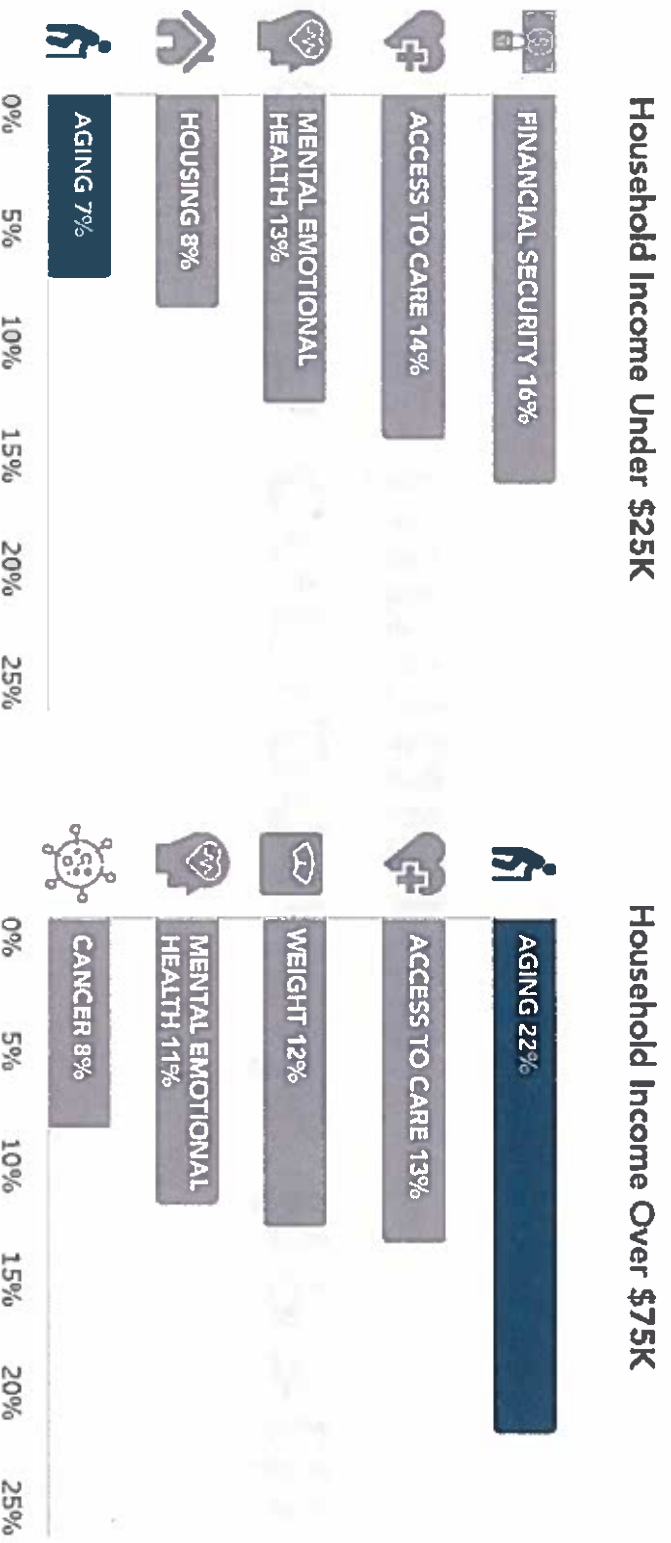 Household Income Under $25K
FINANCIAL SECURITY 16%
ACCESS TO CARE 14%
MENTAL EMOTIONAL
HEALTH 13%
HOUSING 8%
AGING 7%
0% 5% 10% 15% 20% 25%
Household Income Over $75K
AGING 22%
ACCESS TO CARE 13%
WEIGHT 12%
MENTAL EMOTIONAL
HEALTH 11%
CANCER 8%
0% 5% 10% 15% 20% 25%